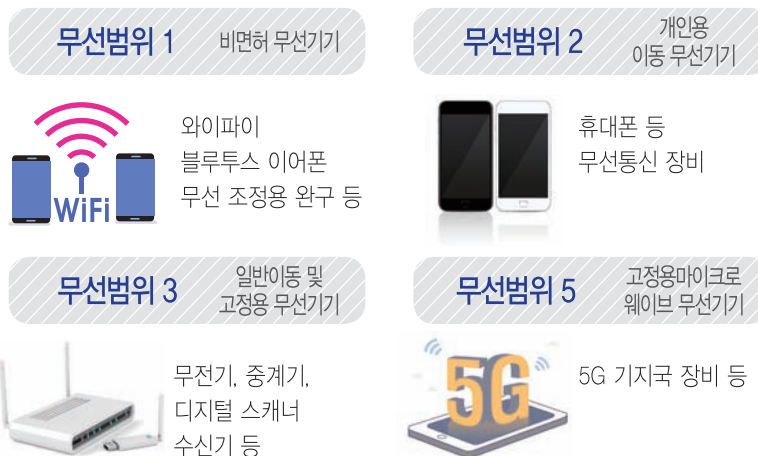 무선범위 1 비면허 무선기기
와이파이
블루투스 이어폰
무선 조정용 완구 등
WiFi
무선범위 2 개인용
이동 무선기기
휴대폰 등
무선통신 장비
무선범위 3 일반이동 및
고정용 무선기기
무전기, 중계기,
디지털 스캐너
수신기 등
무선범위 5 고정용마이크로
웨이브 무선기기
5G
5G 기지국 장비 등